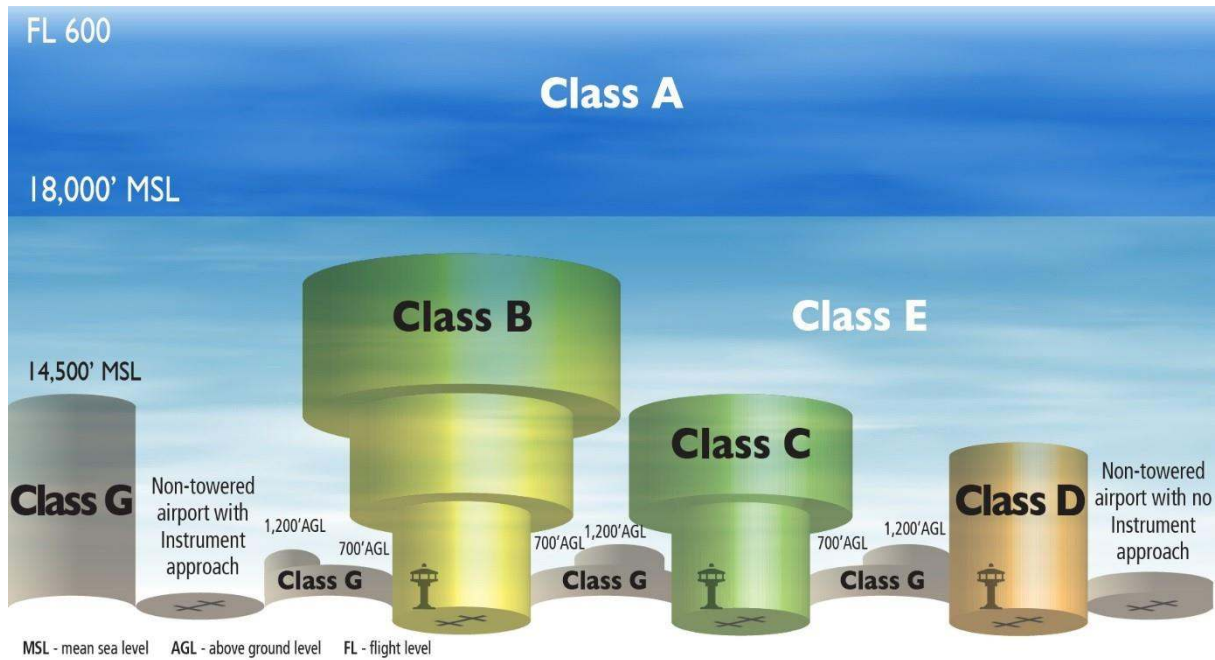 FL 600
Class A
18,000’ MSL
Class B
Class E
14,500’ MSL
Class G
Non-towered
airport with
Instrument
approach
1,200’AGL
700’AGL
Class G
700’AGL
1,200’AGL
Class G
Class C
700’AGL
1,200’AGL
Class G
Class D
Non-towered
airport with no
Instrument
approach
MSL - mean sea level AGL - above ground level FL - flight level